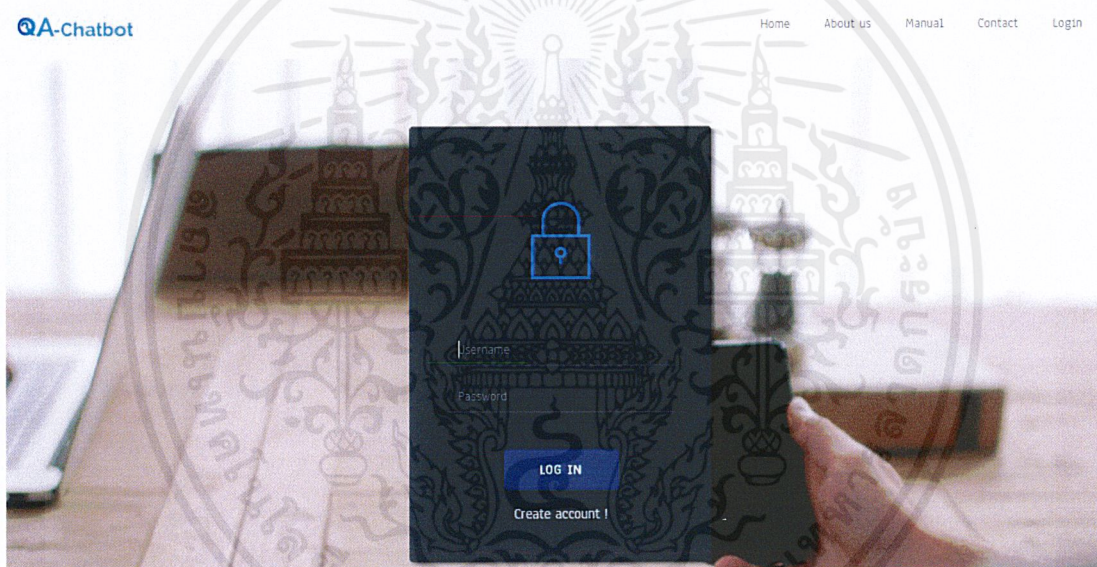 QA-Chatbot
Home About us Manual Contact Login
Username
Password
LOG IN
Create account !